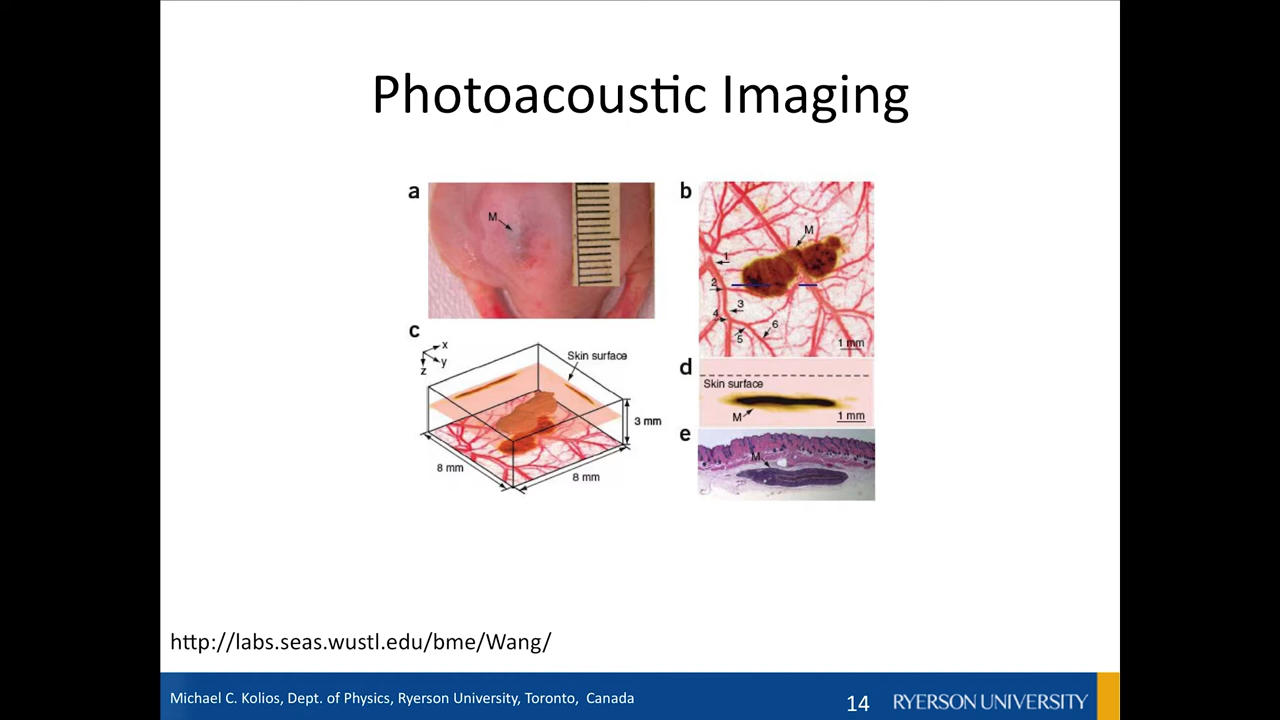 Photoacoustic Imaging
a
M
b
M
1
2
3
4
5
6
1 mm
c
x
y
z
Skin surface
3 mm
8 mm
8 mm
d
Skin surface
M
1 mm
e
M
http://labs.seas.wustl.edu/bme/Wang/
Michael C. Kolios, Dept. of Physics, Ryerson University, Toronto, Canada
14
RYERSON UNIVERSITY